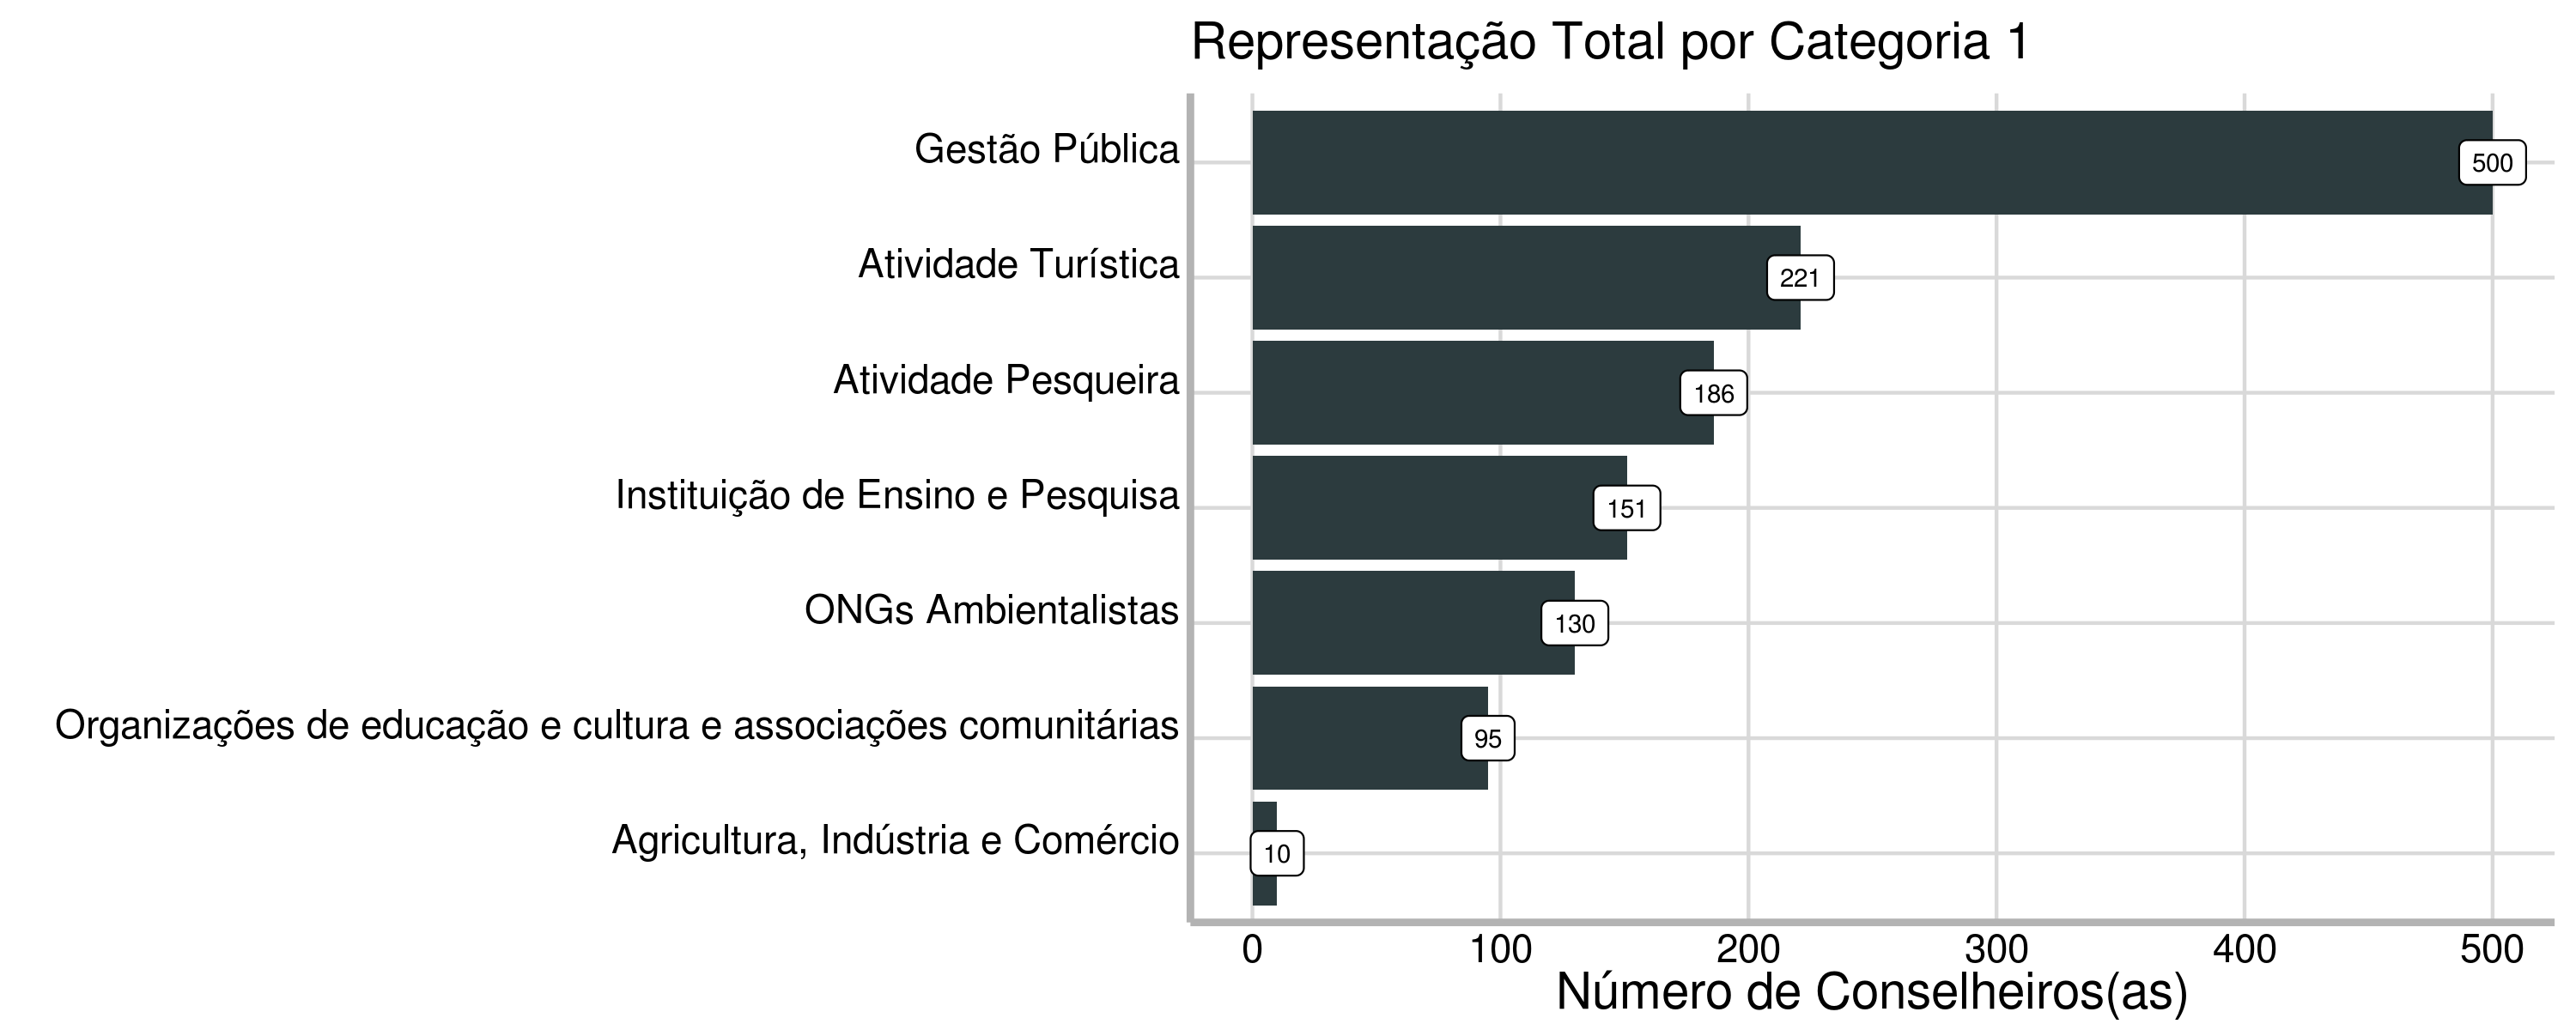 Representação Total por Categoria 1
Gestão Pública
500
Atividade Turística
221
Atividade Pesqueira
186
Instituição de Ensino e Pesquisa
151
ONGs Ambientalistas
130
Organizações de educação e cultura e associações comunitárias
95
Agricultura, Indústria e Comércio
10
0 100 200 300 400 500
Número de Conselheiros(as)